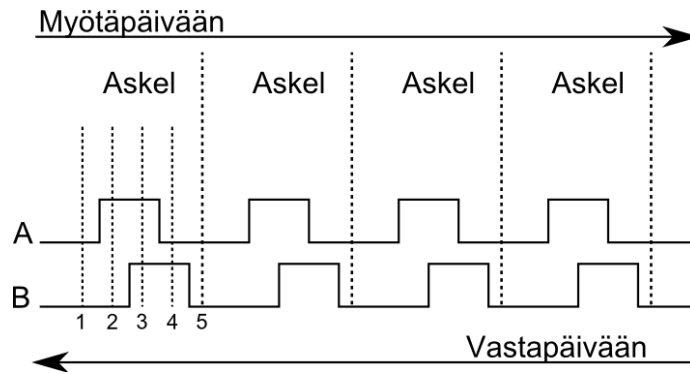 Myötäpäivään
Askel Askel Askel Askel
A
B
1 2 3 4 5
Vastapäivään